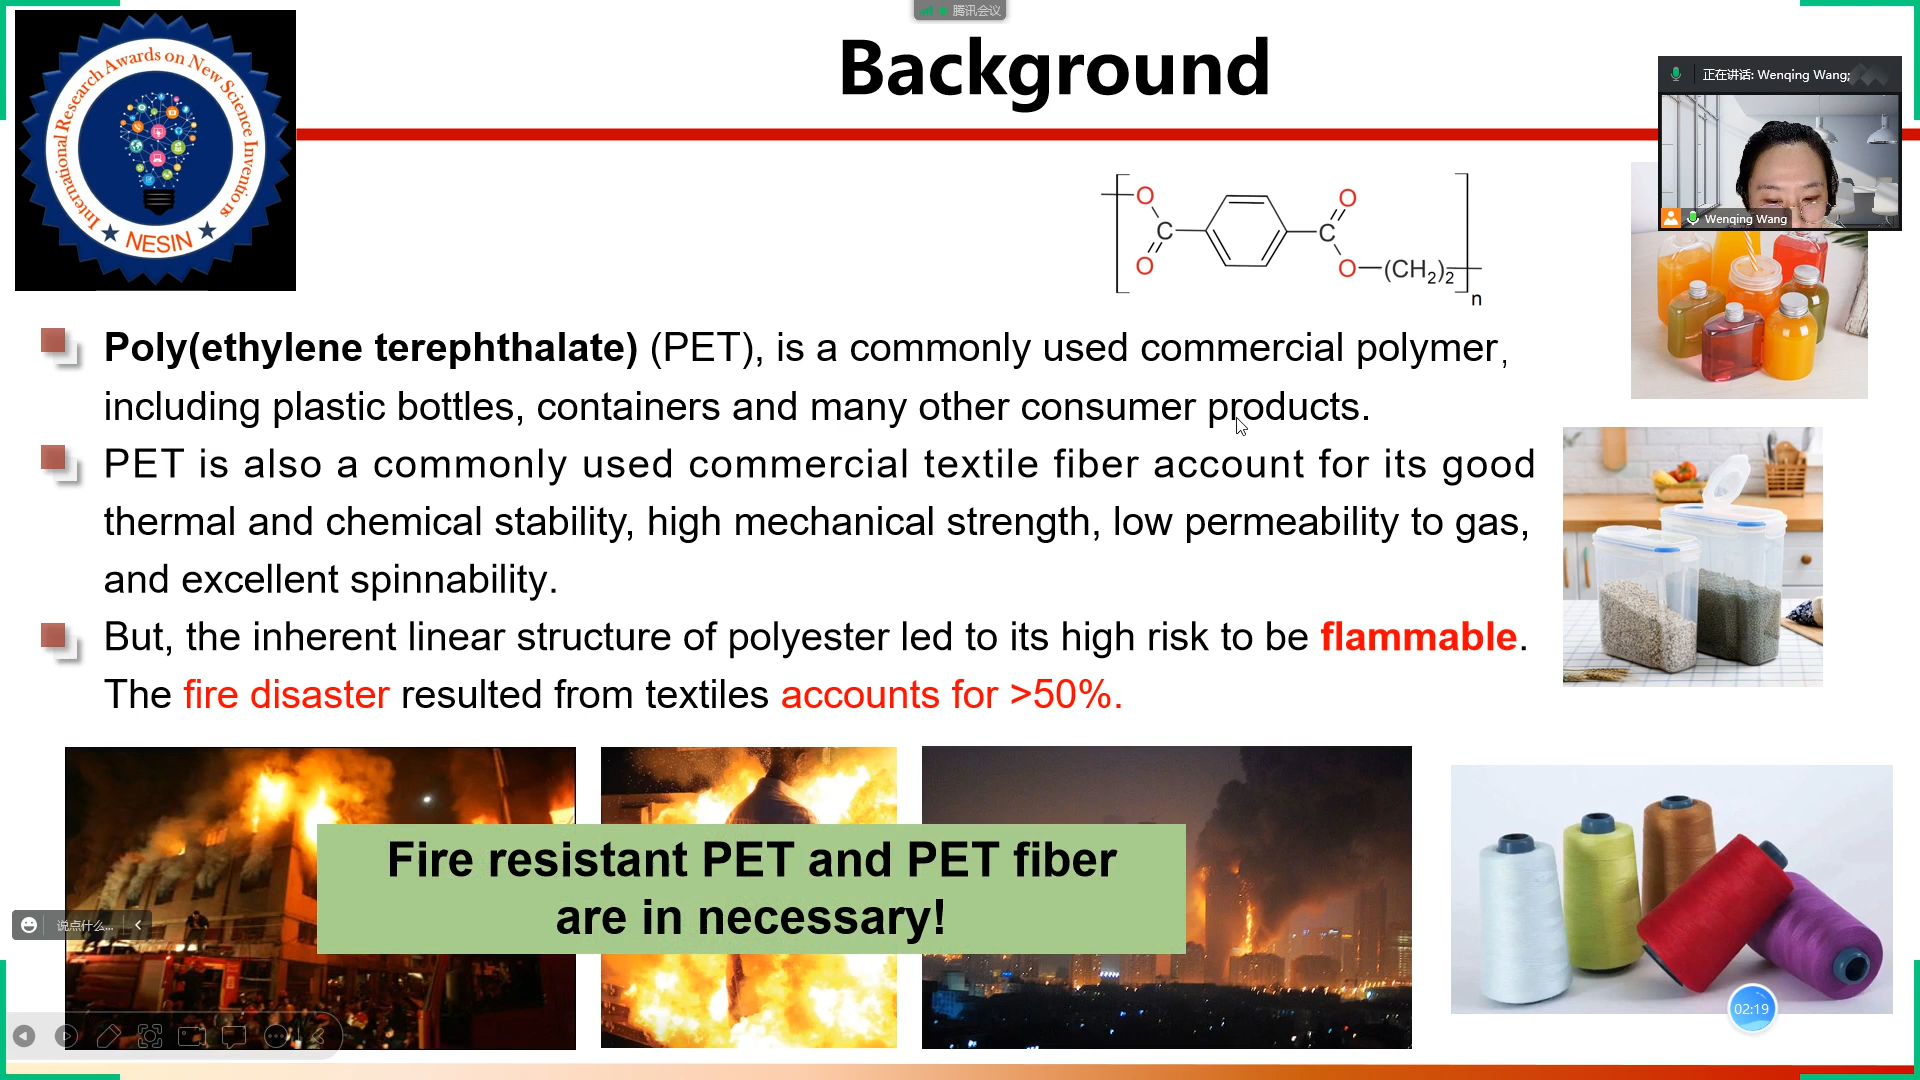 腾讯会议
Background
International Research Awards on New Science Inventions
NESIN
正在讲话: Wenqing Wang;
Wenqing Wang
O
C
O
C
O
O
(CH2)2
n
Poly(ethylene terephthalate) (PET), is a commonly used commercial polymer,
including plastic bottles, containers and many other consumer products.
PET is also a commonly used commercial textile fiber account for its good
thermal and chemical stability, high mechanical strength, low permeability to gas,
and excellent spinnability.
But, the inherent linear structure of polyester led to its high risk to be flammable.
The fire disaster resulted from textiles accounts for >50%.
Fire resistant PET and PET fiber
are in necessary!
说点什么...
02:19